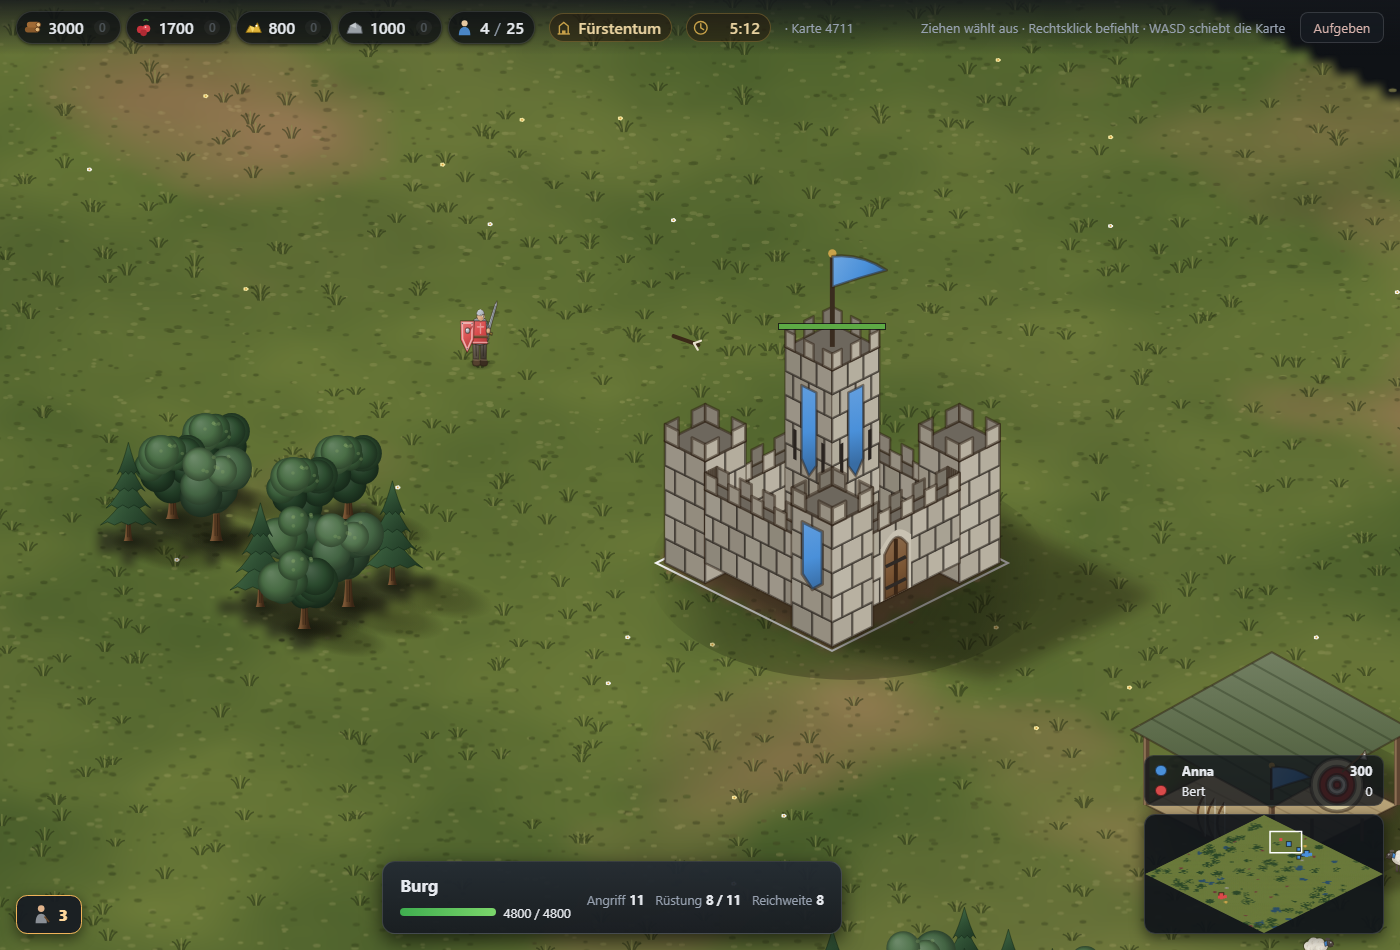 3000 0 1700 0 800 0 1000 0 4 / 25 Fürstentum 5:12 · Karte 4711 Ziehen wählt aus · Rechtsklick befiehlt · WASD schiebt die Karte Aufgeben
Anna 300
Bert 0
Burg
4800 / 4800 Angriff 11 Rüstung 8 / 11 Reichweite 8
3